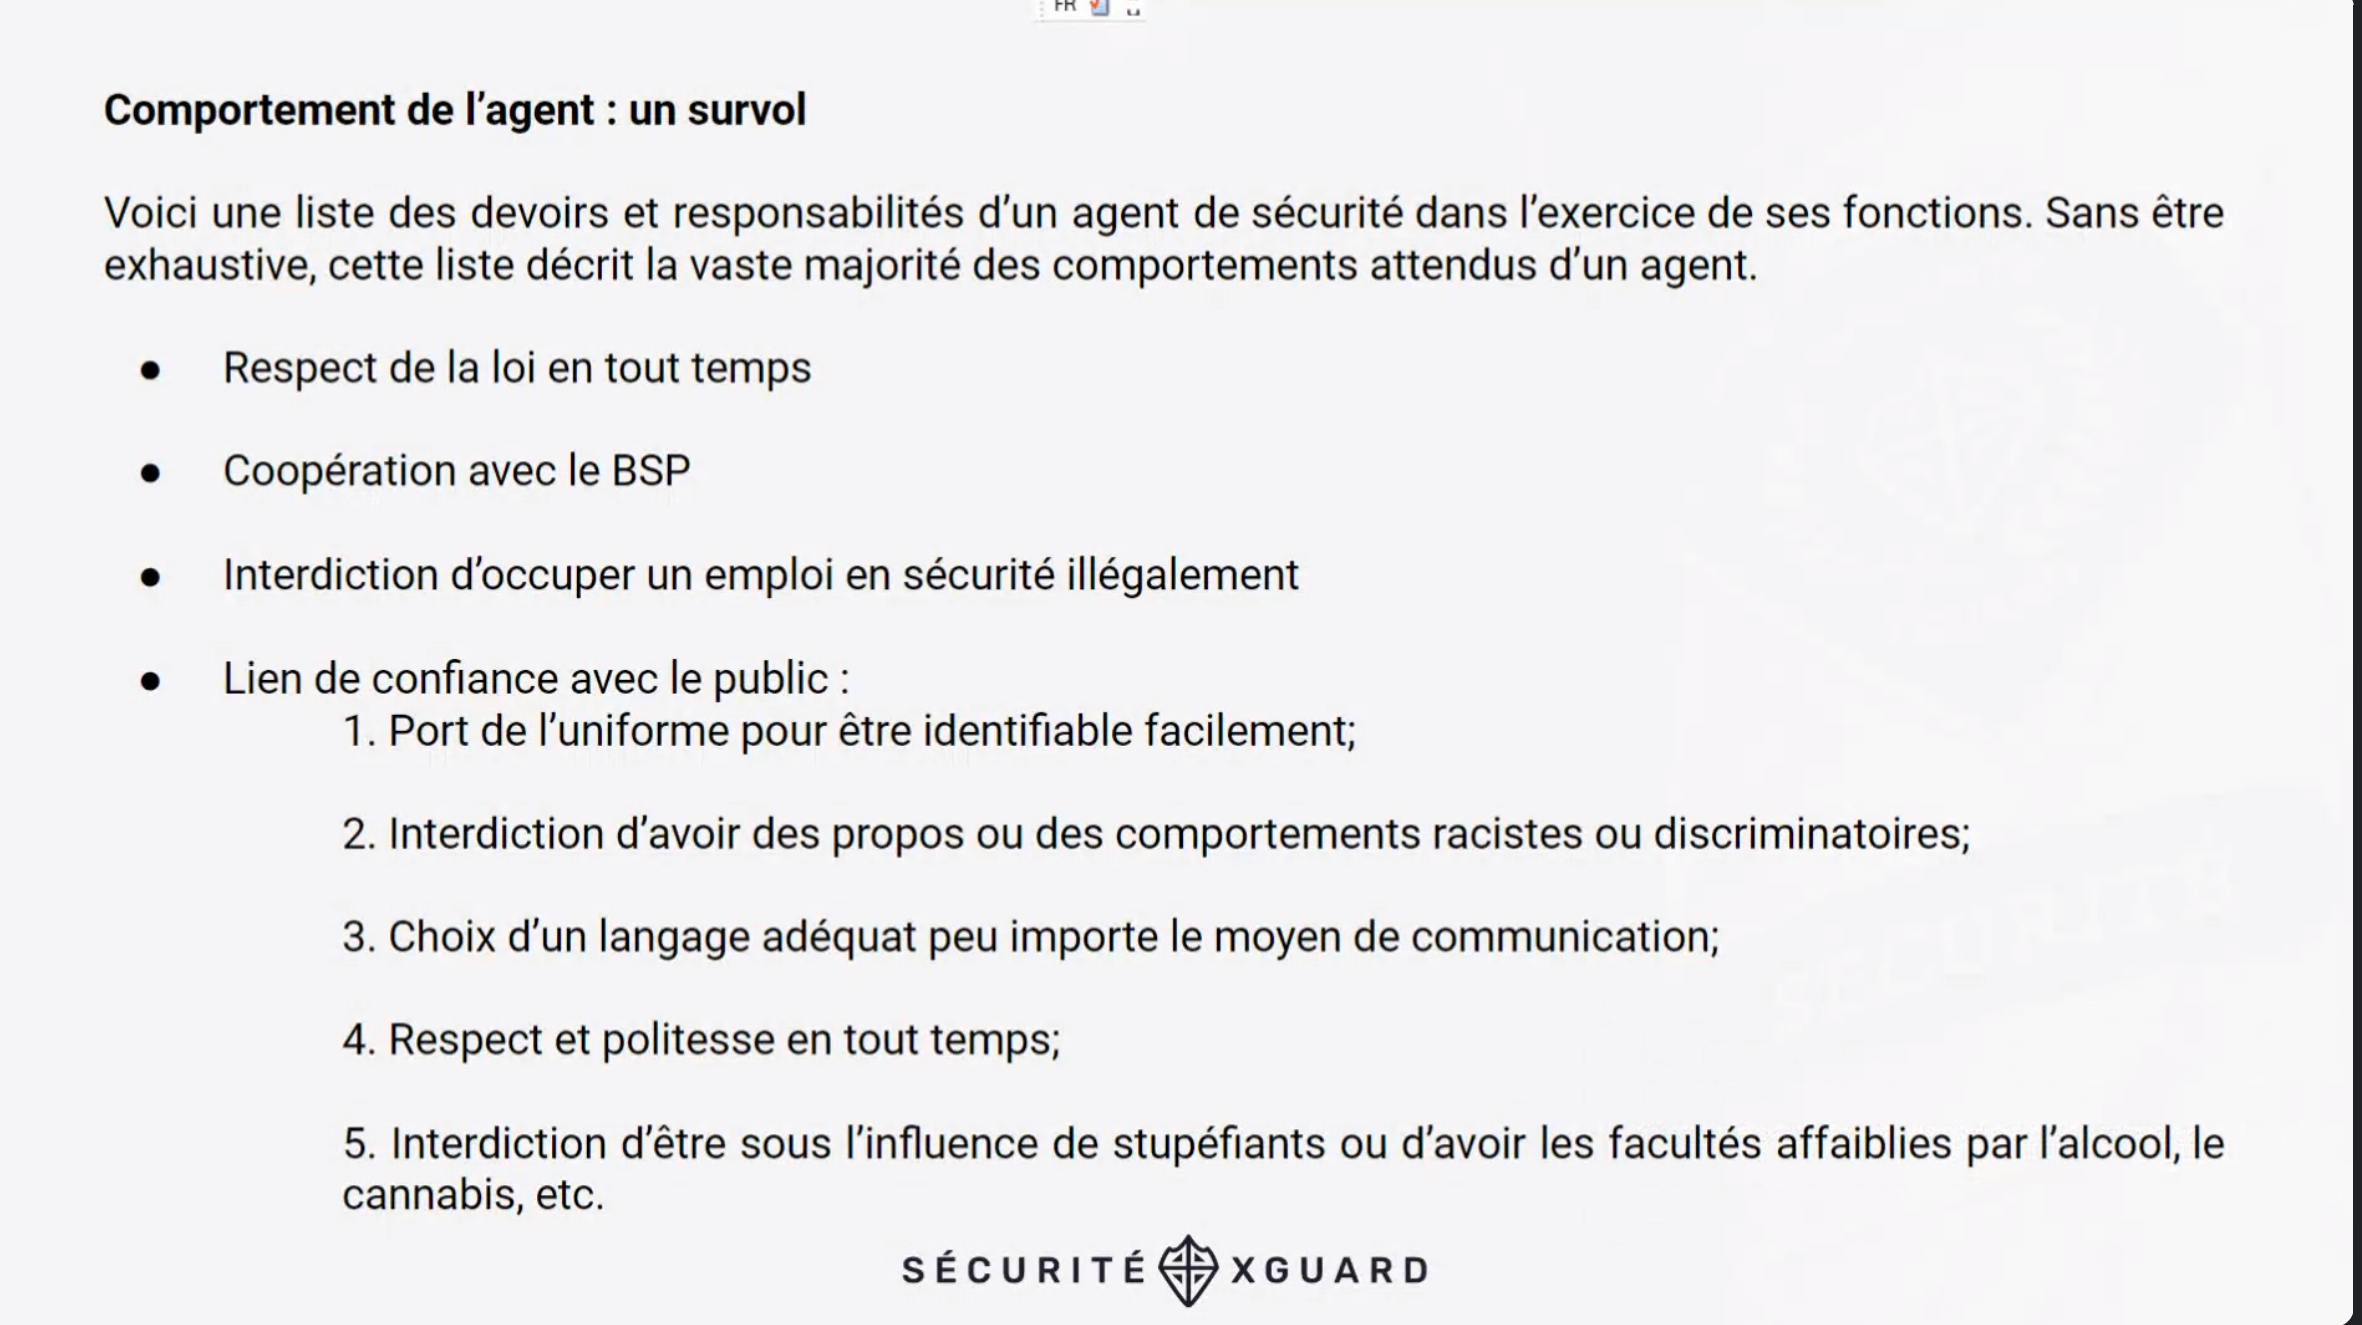 FR
Comportement de l’agent : un survol
Voici une liste des devoirs et responsabilités d’un agent de sécurité dans l’exercice de ses fonctions. Sans être
exhaustive, cette liste décrit la vaste majorité des comportements attendus d’un agent.
● Respect de la loi en tout temps
● Coopération avec le BSP
● Interdiction d’occuper un emploi en sécurité illégalement
● Lien de confiance avec le public :
1. Port de l’uniforme pour être identifiable facilement;
2. Interdiction d’avoir des propos ou des comportements racistes ou discriminatoires;
3. Choix d’un langage adéquat peu importe le moyen de communication;
4. Respect et politesse en tout temps;
5. Interdiction d’être sous l’influence de stupéfiants ou d’avoir les facultés affaiblies par l’alcool, le
cannabis, etc.
SÉCURITÉ XGUARD
SÉCURITÉ